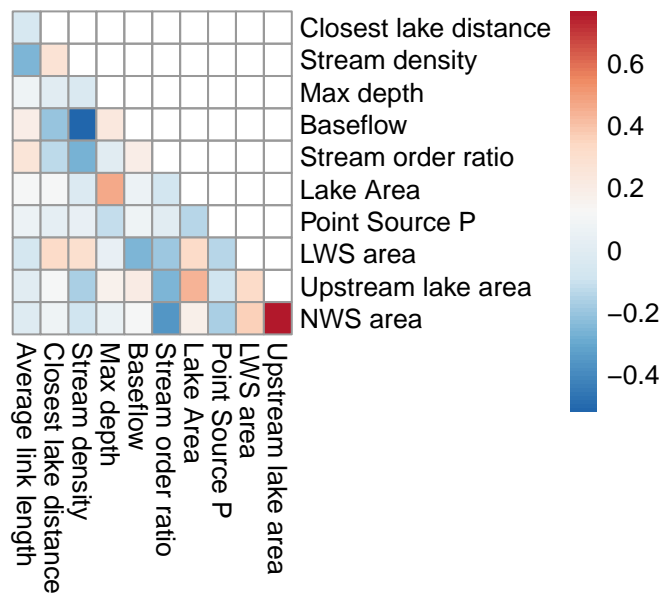 Closest lake distance
Stream density
Max depth
Baseflow
Stream order ratio
Lake Area
Point Source P
LWS area
Upstream lake area
NWS area
Average link length
Closest lake distance
Stream density
Max depth
Baseflow
Stream order ratio
Lake Area
Point Source P
LWS area
Upstream lake area
0.6
0.4
0.2
0
−0.2
−0.4